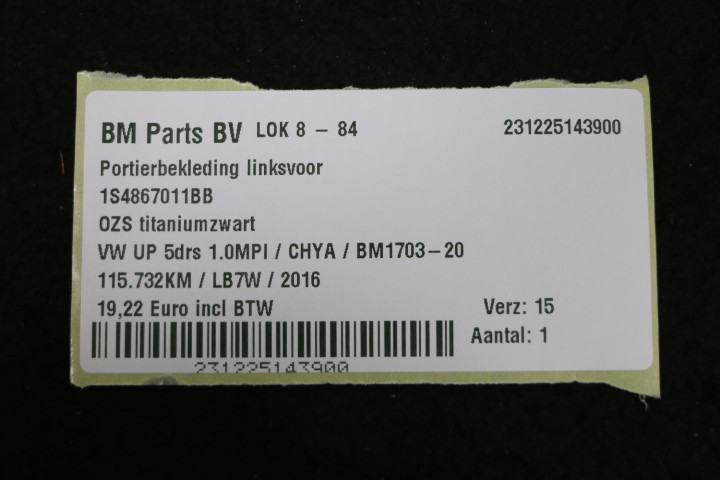 BM Parts BV LOK 8 - 84 231225143900
Portierbekleding linksvoor
1S4867011BB
OZS titaniumzwart
VW UP 5drs 1.0MPI / CHYA / BM1703-20
115.732KM / LB7W / 2016
19,22 Euro incl BTW Verz: 15
Aantal: 1
231225143900